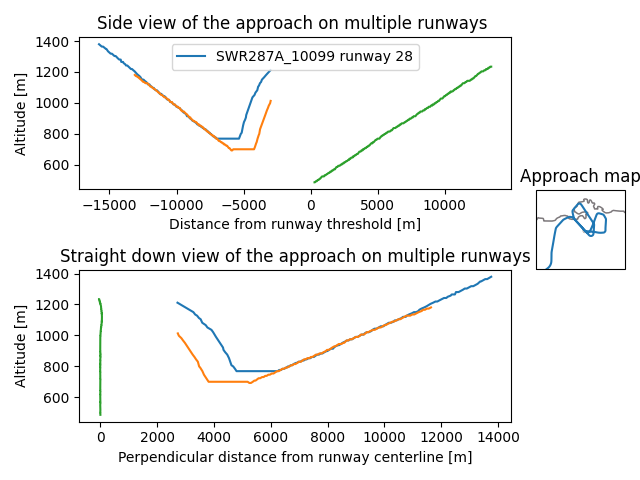 Side view of the approach on multiple runways
Altitude [m]
1400
1200
1000
800
600
SWR287A_10099 runway 28
−15000 −10000 −5000 0 5000 10000
Distance from runway threshold [m]
Approach map
Straight down view of the approach on multiple runways
Altitude [m]
1400
1200
1000
800
600
0 2000 4000 6000 8000 10000 12000 14000
Perpendicular distance from runway centerline [m]